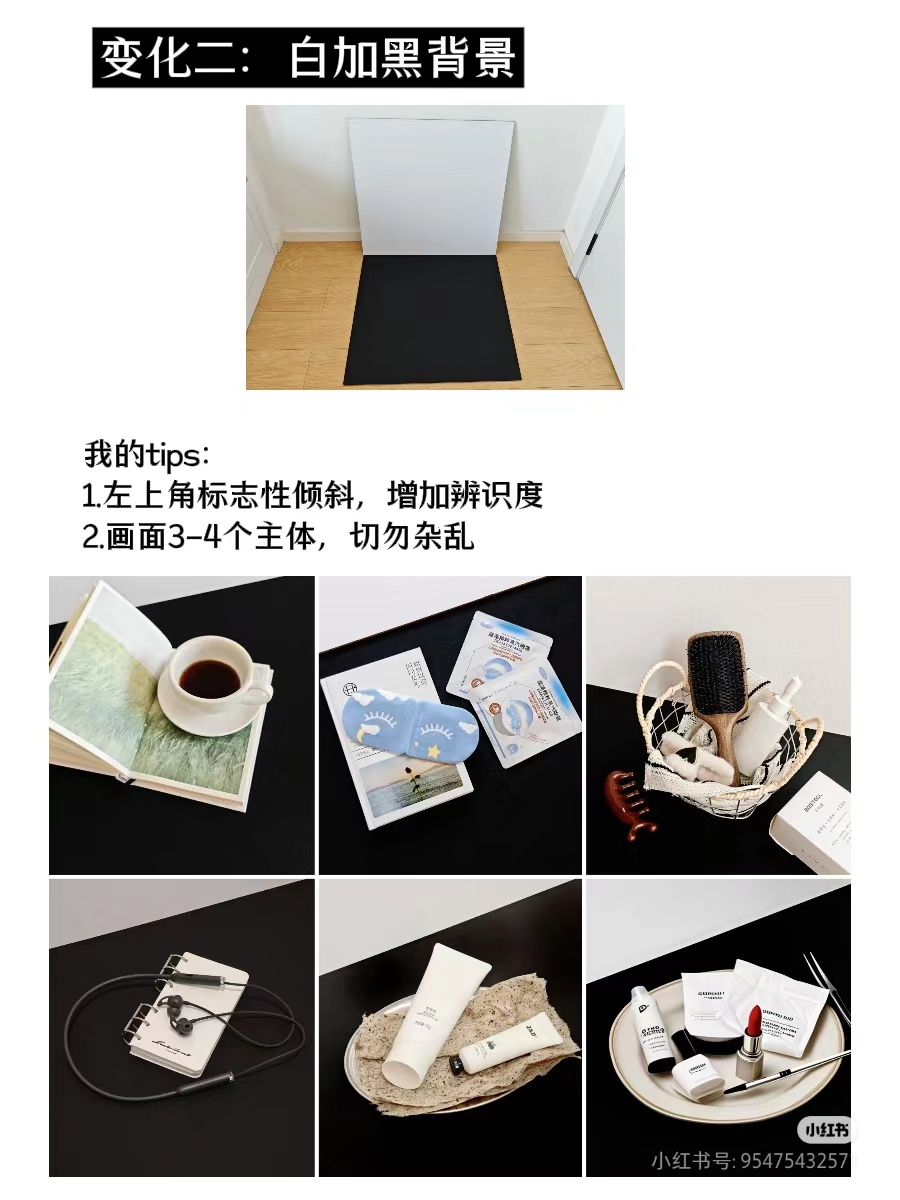 变化二： 白加黑背景
我的tips：
1.左上角标志性倾斜，增加辨识度
2.画面3-4个主体，切勿杂乱
小红书
小红书号: 95475432571